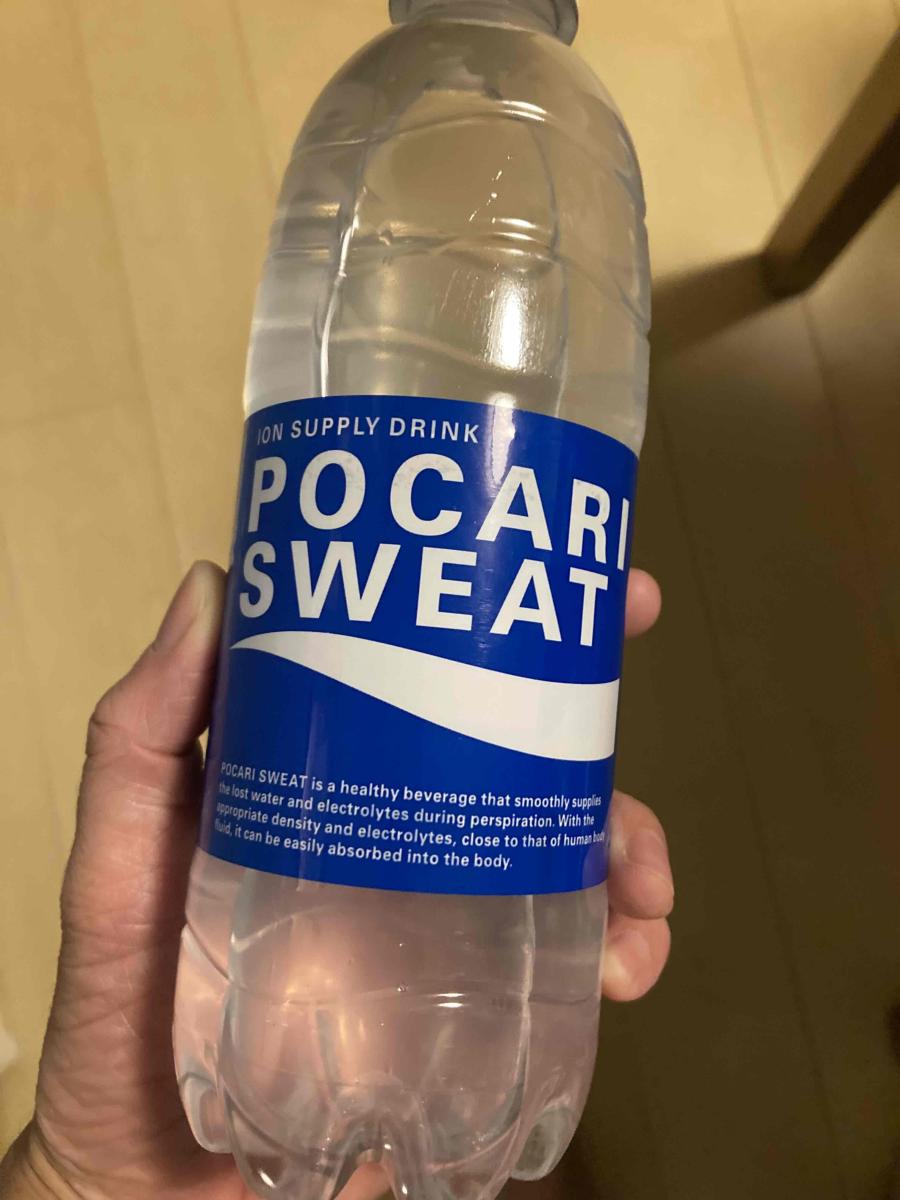 ION SUPPLY DRINK
POCARI
SWEAT
POCARI SWEAT is a healthy beverage that smoothly supplies
the lost water and electrolytes during perspiration. With the
appropriate density and electrolytes, close to that of human body
fluid, it can be easily absorbed into the body.